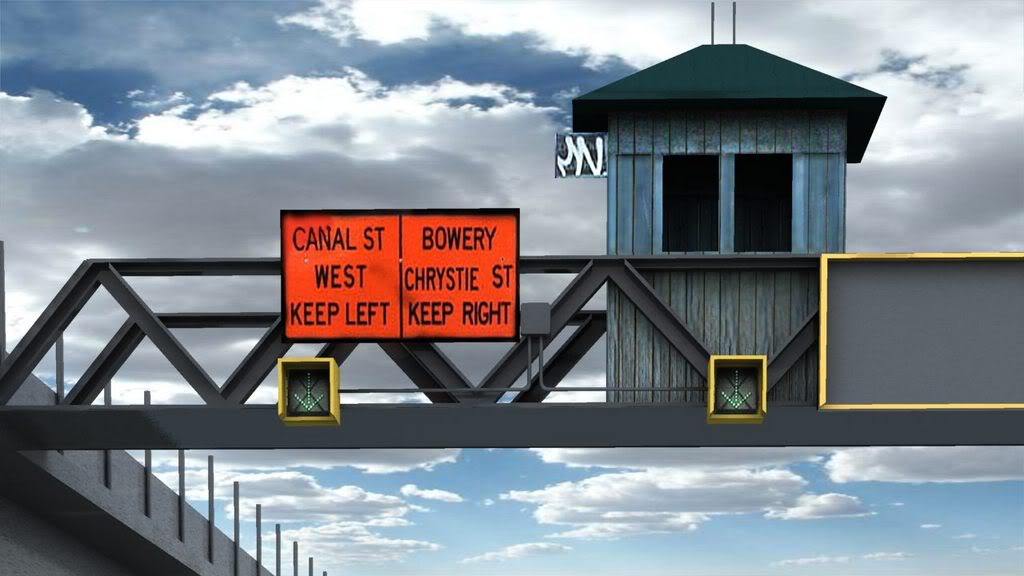 CANAL ST
WEST
KEEP LEFT
BOWERY
CHRYSTIE ST
KEEP RIGHT